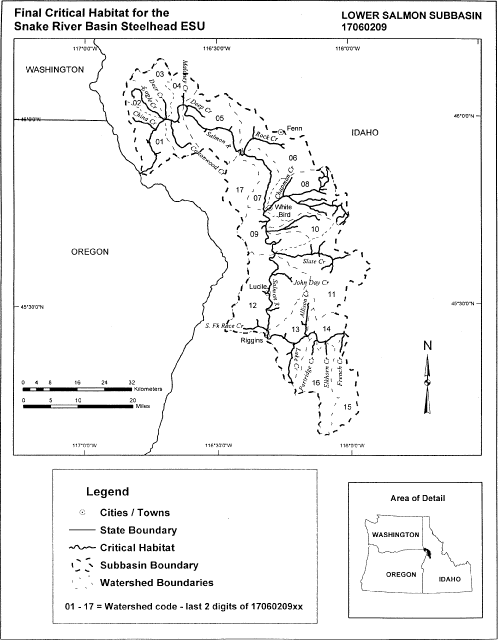 Final Critical Habitat for the
Snake River Basin Steelhead ESU
LOWER SALMON SUBBASIN
17060209
117°0'0"W
116°30'0"W
116°0'0"W
WASHINGTON
03
04
Maloney Cr
Deer Cr
Eagle Cr
02
China Cr
Deep Cr
05
46°0'0"N
46°0'0"N
Fenn
IDAHO
Salmon R
Rock Cr
01
Cottonwood Cr
06
17
07
Chapman Cr
08
White
Bird
09
10
OREGON
Slate Cr
John Day Cr
Lucile
Salmon R
11
Allison Cr
45°30'0"N
45°30'0"N
12
S. Fk Race Cr
13
14
Riggins
Lake Cr
Partridge Cr
Elkhorn Cr
French Cr
16
15
N
0 4 8 16 24 32
Kilometers
0 5 10 20
Miles
117°0'0"W
116°30'0"W
116°0'0"W
Legend
Cities / Towns
State Boundary
Critical Habitat
Subbasin Boundary
Watershed Boundaries
01 - 17 = Watershed code - last 2 digits of 17060209xx
Area of Detail
WASHINGTON
OREGON
IDAHO